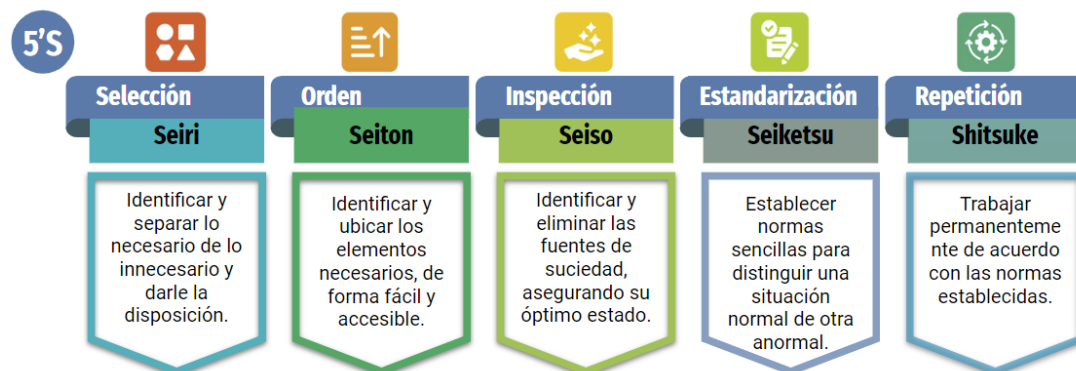 5'S
Selección
Seiri
Identificar y
separar lo
necesario de lo
innecesario y
darle la
disposición.
Orden
Seiton
Identificar y
ubicar los
elementos
necesarios, de
forma fácil y
accesible.
Inspección
Seiso
Identificar y
eliminar las
fuentes de
suciedad,
asegurando su
óptimo estado.
Estandarización
Seiketsu
Establecer
normas
sencillas para
distinguir una
situación
normal de otra
anormal.
Repetición
Shitsuke
Trabajar
permanenteme
nte de acuerdo
con las normas
establecidas.